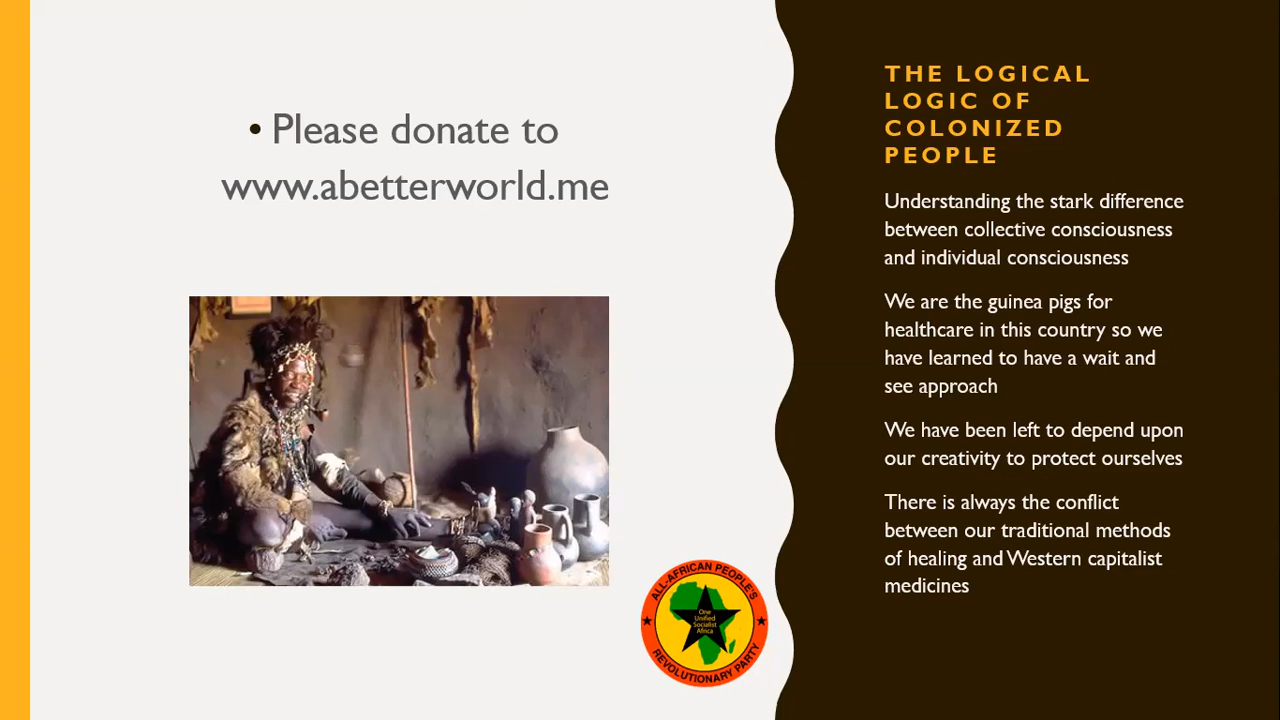 • Please donate to
www.abetterworld.me
THE LOGICAL
LOGIC OF
COLONIZED
PEOPLE
Understanding the stark difference
between collective consciousness
and individual consciousness
We are the guinea pigs for
healthcare in this country so we
have learned to have a wait and
see approach
We have been left to depend upon
our creativity to protect ourselves
There is always the conflict
between our traditional methods
of healing and Western capitalist
medicines
ALL-AFRICAN PEOPLE'S
One
Unified
Socialist
Africa
REVOLUTIONARY PARTY